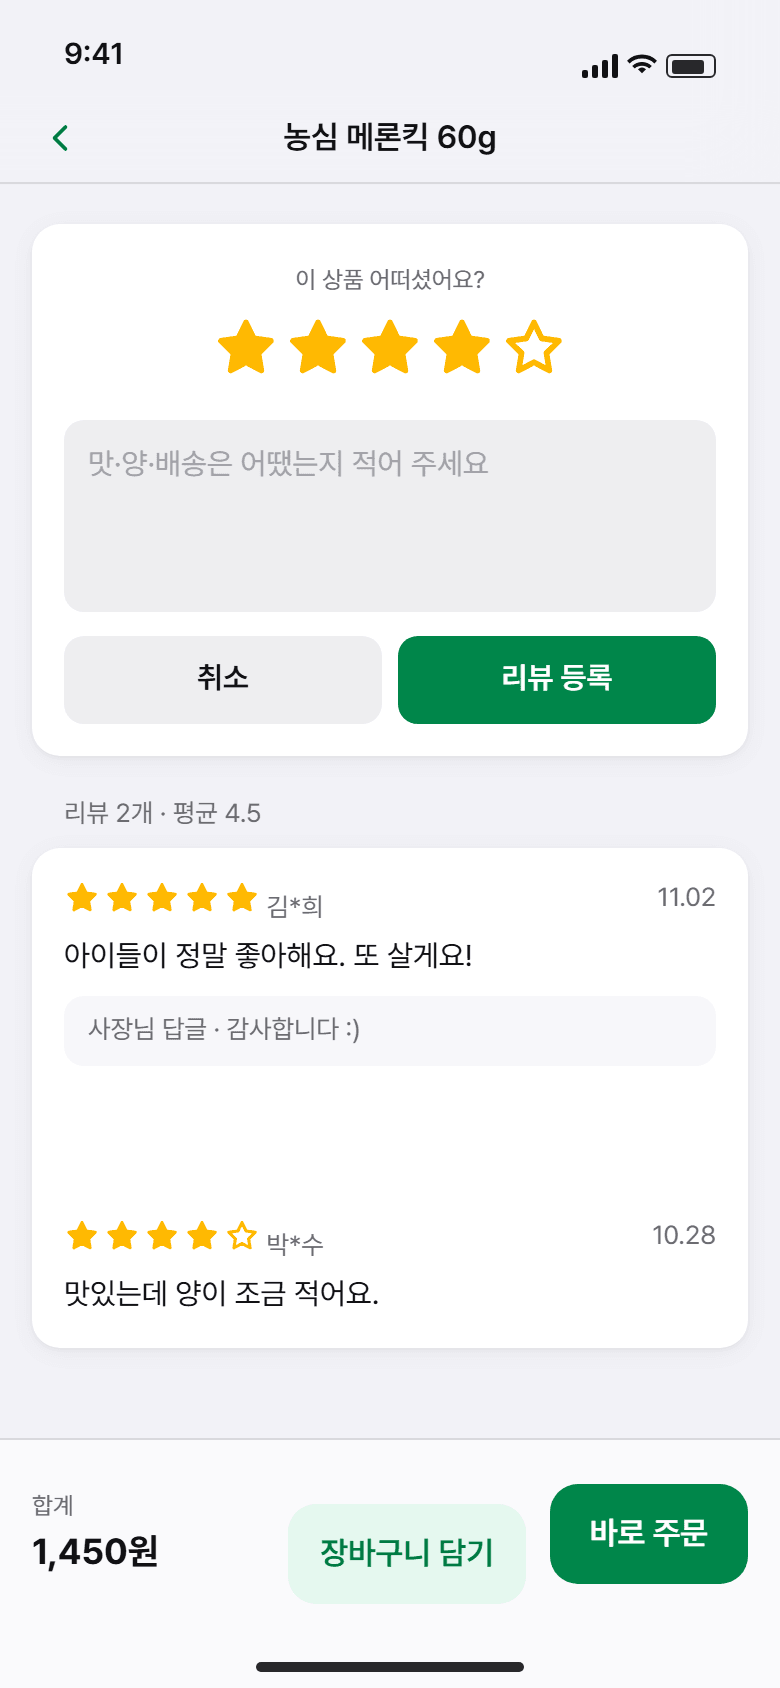 9:41
농심 메론킥 60g
이 상품 어떠셨어요?
맛·양·배송은 어땠는지 적어 주세요
취소
리뷰 등록
리뷰 2개 · 평균 4.5
김*희
11.02
아이들이 정말 좋아해요. 또 살게요!
사장님 답글 · 감사합니다 :)
박*수
10.28
맛있는데 양이 조금 적어요.
합계
1,450원
장바구니 담기
바로 주문